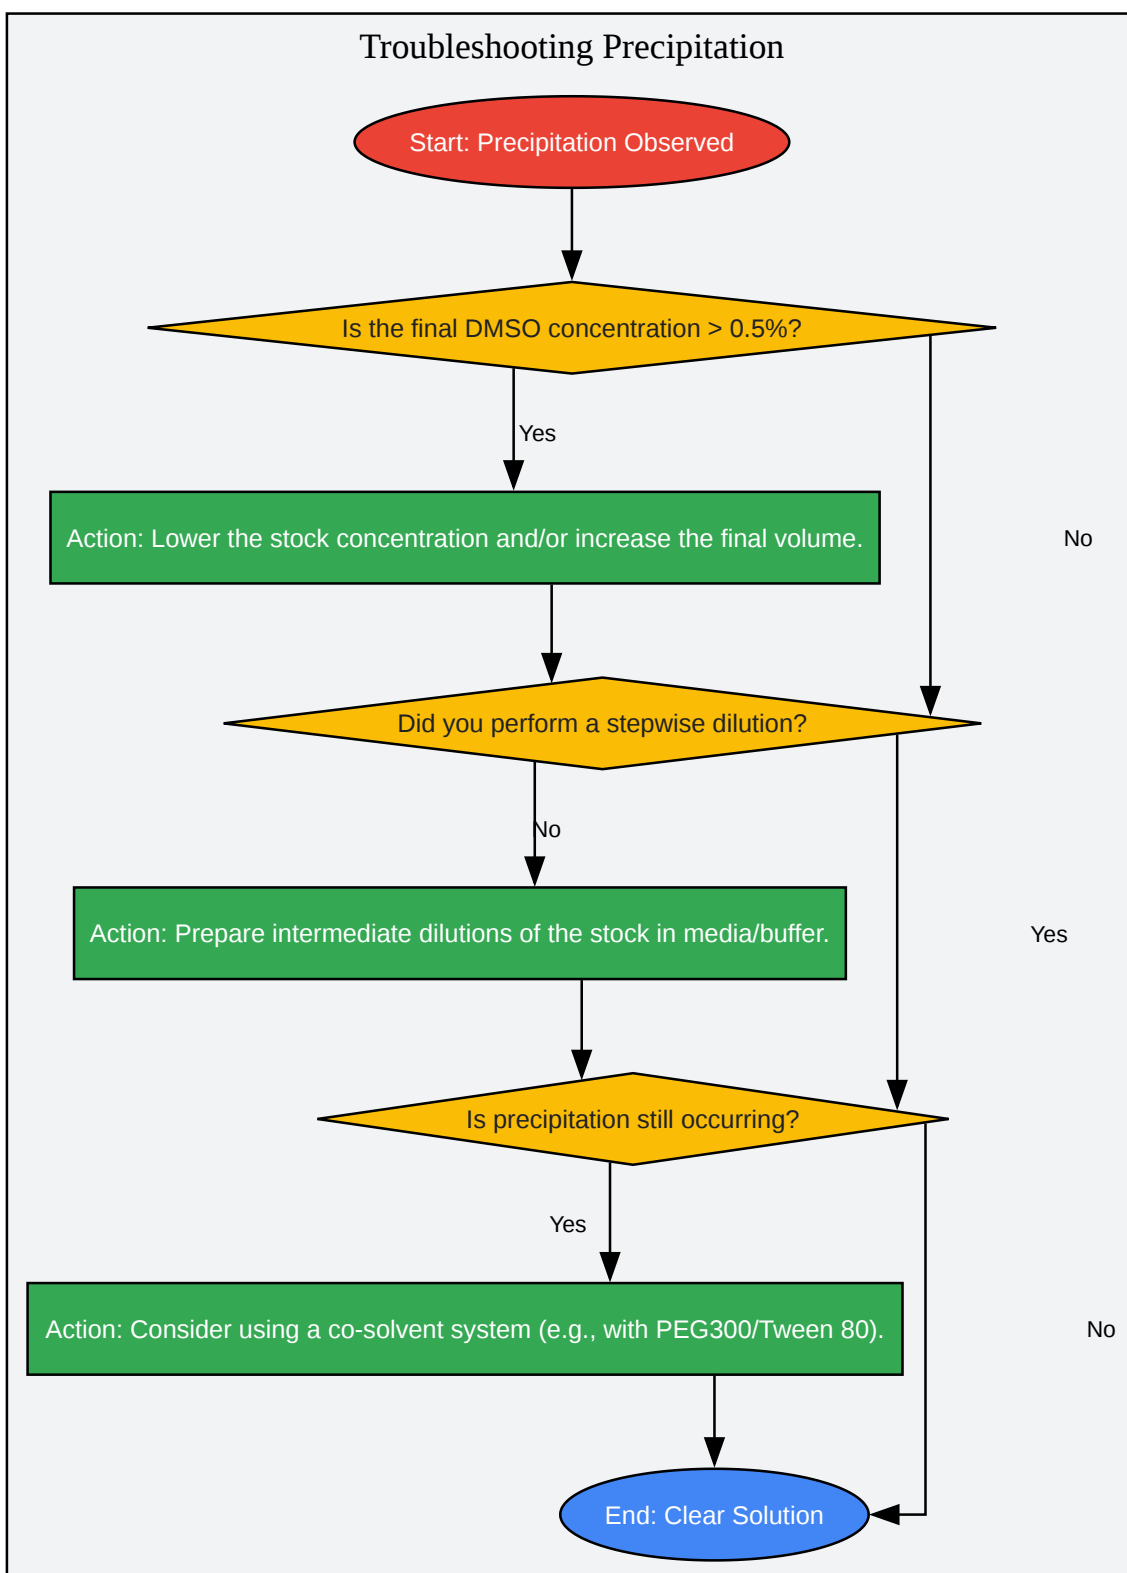 Troubleshooting Precipitation
Start: Precipitation Observed
Is the final DMSO concentration > 0.5%?
Yes
Action: Lower the stock concentration and/or increase the final volume.
No
Did you perform a stepwise dilution?
No
Action: Prepare intermediate dilutions of the stock in media/buffer.
Yes
Is precipitation still occurring?
Yes
Action: Consider using a co-solvent system (e.g., with PEG300/Tween 80).
No
End: Clear Solution